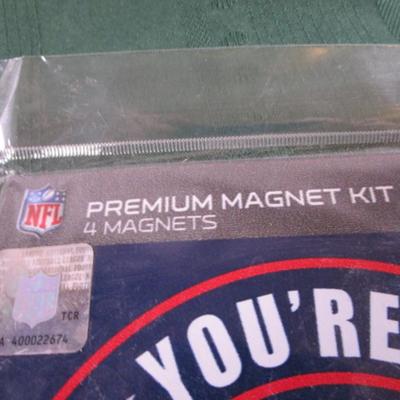 NFL
PREMIUM MAGNET KIT
4 MAGNETS
TCR
A 400022674
YOU'RE